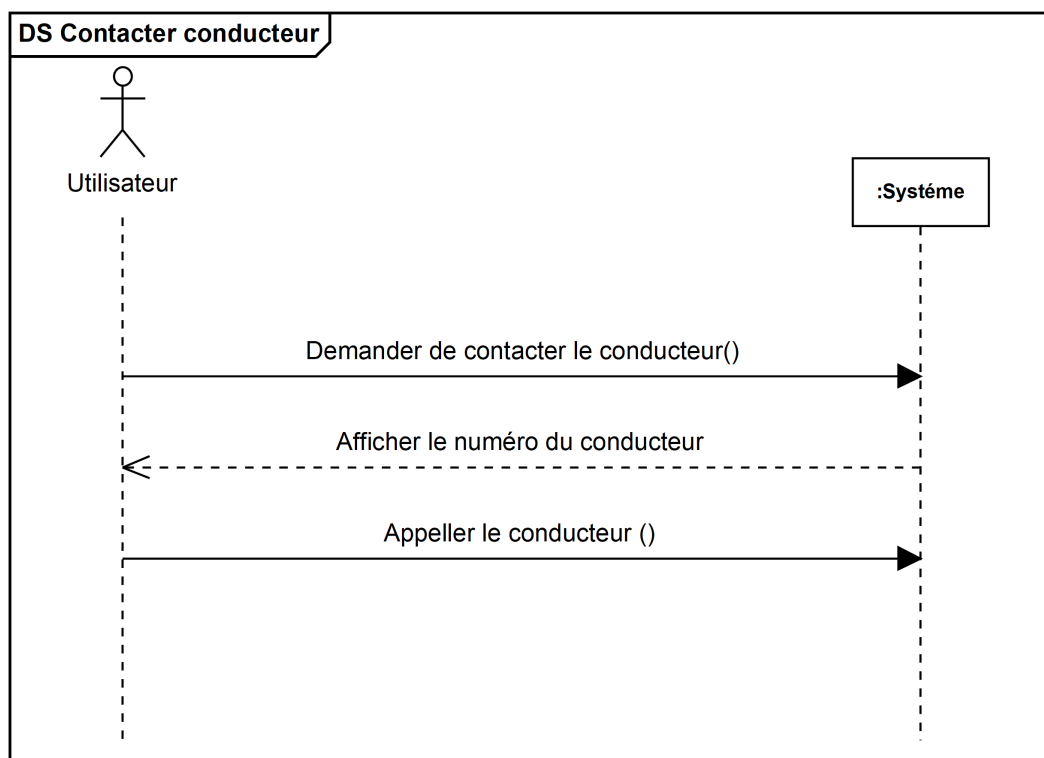 DS Contacter conducteur
Utilisateur
:Systéme
Demander de contacter le conducteur()
Afficher le numéro du conducteur
Appeller le conducteur ()